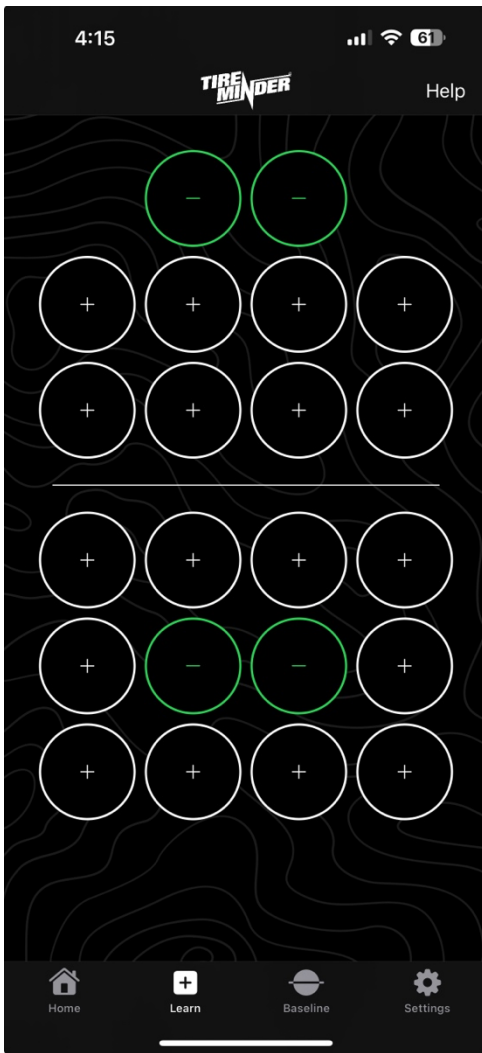 4:15
61
TIRE
MINDER
Help
− −
+ + + +
+ + + +
+ + + +
+ − − +
+ + + +
Home Learn Baseline Settings